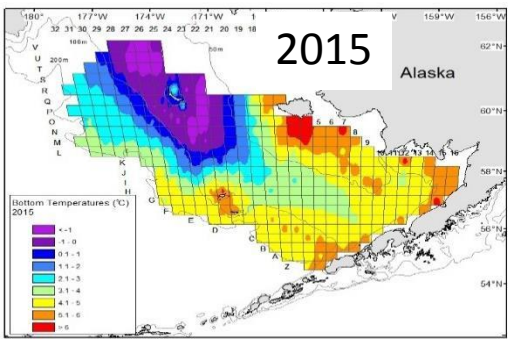 180°W 177°W 174°W 171°W 159°W 156°W
32 31 30 29 28 27 26 25 24 23 22 21 20 19 18
2015
100m
50m
200m
62°N
Alaska
V
U
T
S
R
Q
P
O
N
M
L
60°N
5 6 7
8
9
10 11 12 13 14 15 16
K
J
I
H
58°N
G
F
E
D
C
B
A
Z
56°N
54°N
Bottom Temperatures (°C)
2015
< -1
-1 - 0
0.1 - 1
1.1 - 2
2.1 - 3
3.1 - 4
4.1 - 5
5.1 - 6
> 6